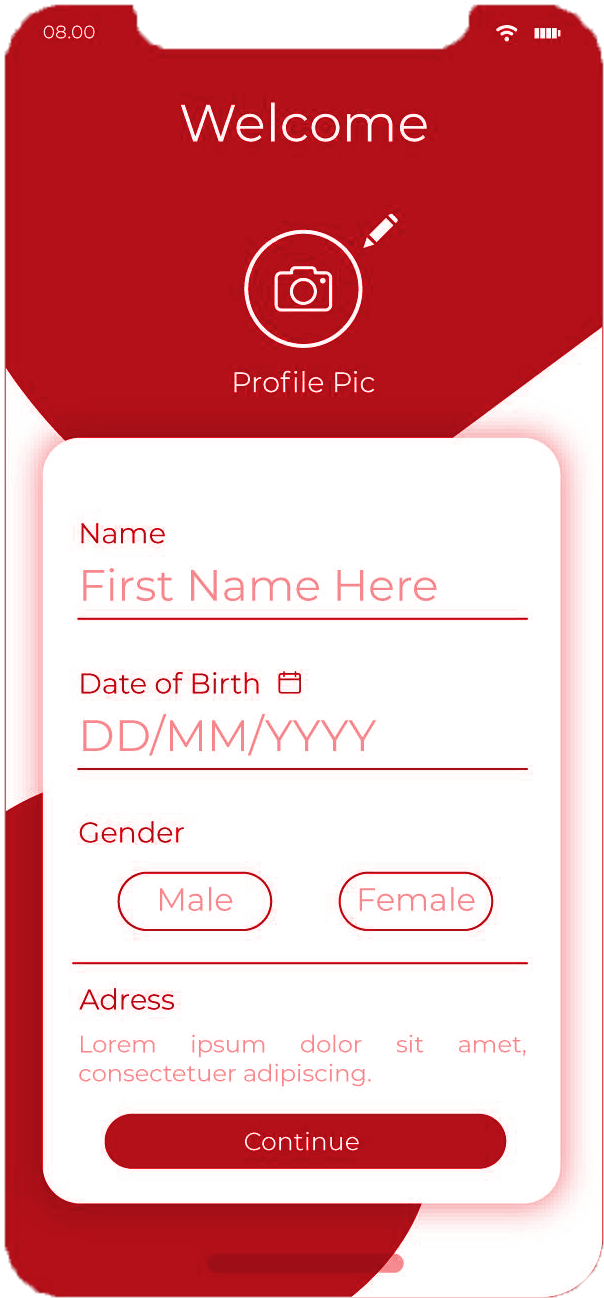 08.00
Welcome
Profile Pic
Name
First Name Here
Date of Birth
DD/MM/YYYY
Gender
Male Female
Adress
Lorem ipsum dolor sit amet,
consectetuer adipiscing.
Continue